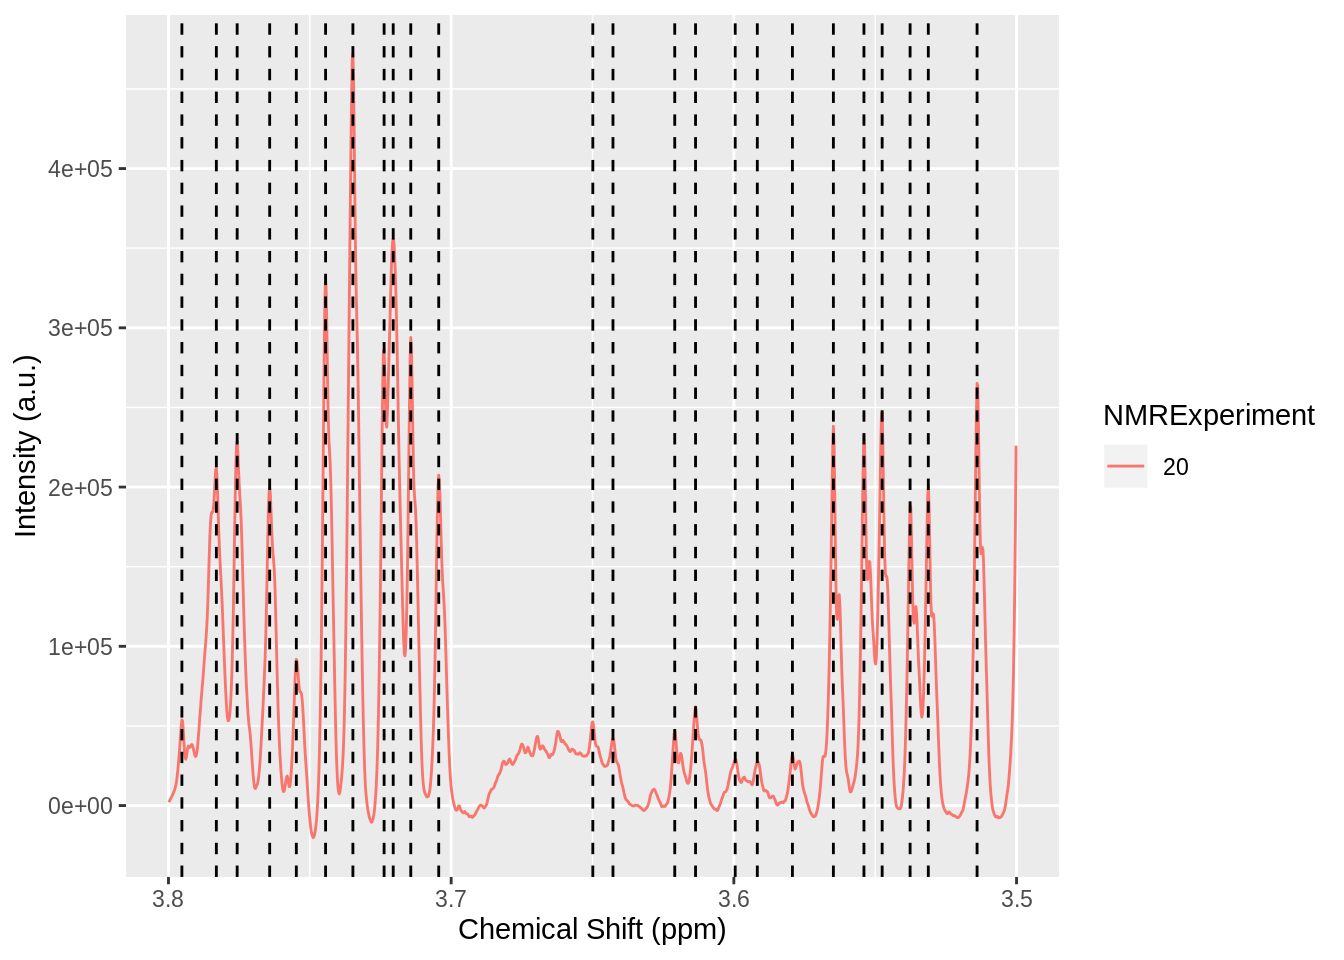 4e+05
3e+05
2e+05
1e+05
0e+00
3.8
3.7
3.6
3.5
Chemical Shift (ppm)
Intensity (a.u.)
NMRExperiment
20